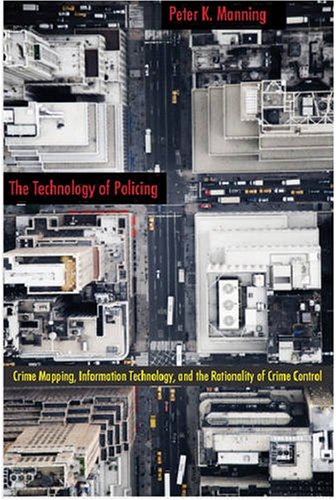 Peter K. Manning
The Technology of Policing
Crime Mapping, Information Technology, and the Rationality of Crime Control